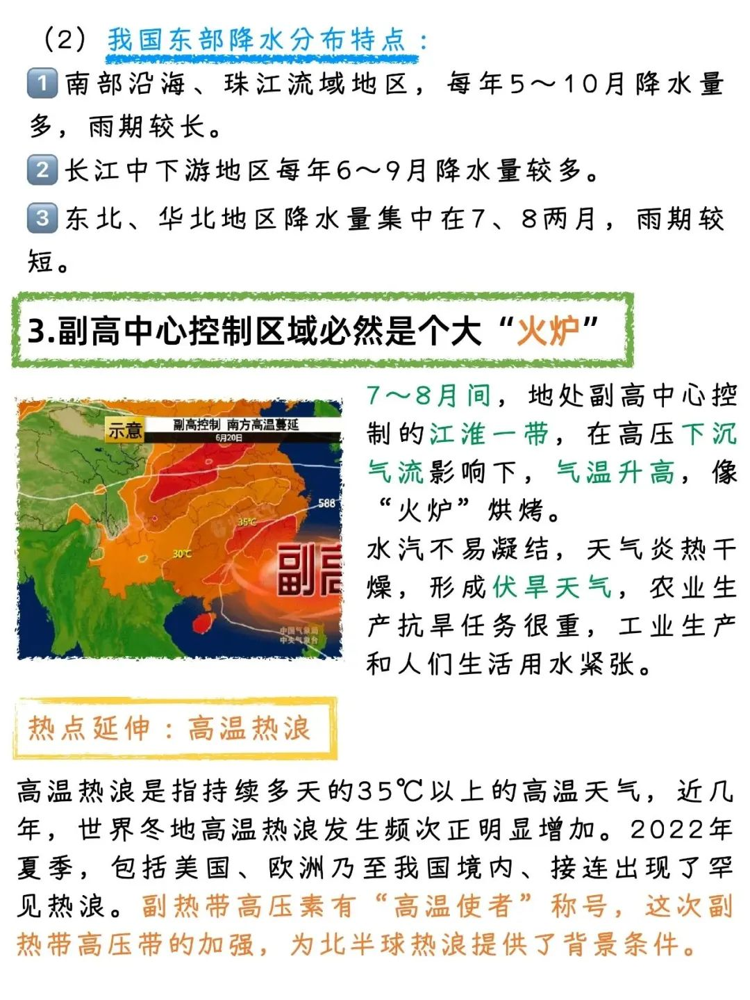 （2）我国东部降水分布特点：
1 南部沿海、珠江流域地区，每年5～10月降水量
多，雨期较长。
2 长江中下游地区每年6～9月降水量较多。
3 东北、华北地区降水量集中在7、8两月，雨期较
短。
3.副高中心控制区域必然是个大“火炉”
示意
副高控制 南方高温蔓延
6月20日
588
35℃
30℃
副高
中国气象局
中央气象台
7～8月间，地处副高中心控
制的江淮一带，在高压下沉
气流影响下，气温升高，像
“火炉”烘烤。
水汽不易凝结，天气炎热干
燥，形成伏旱天气，农业生
产抗旱任务很重，工业生产
和人们生活用水紧张。
热点延伸：高温热浪
高温热浪是指持续多天的35℃以上的高温天气，近几
年，世界冬地高温热浪发生频次正明显增加。2022年
夏季，包括美国、欧洲乃至我国境内、接连出现了罕
见热浪。副热带高压素有“高温使者”称号，这次副
热带高压带的加强，为北半球热浪提供了背景条件。